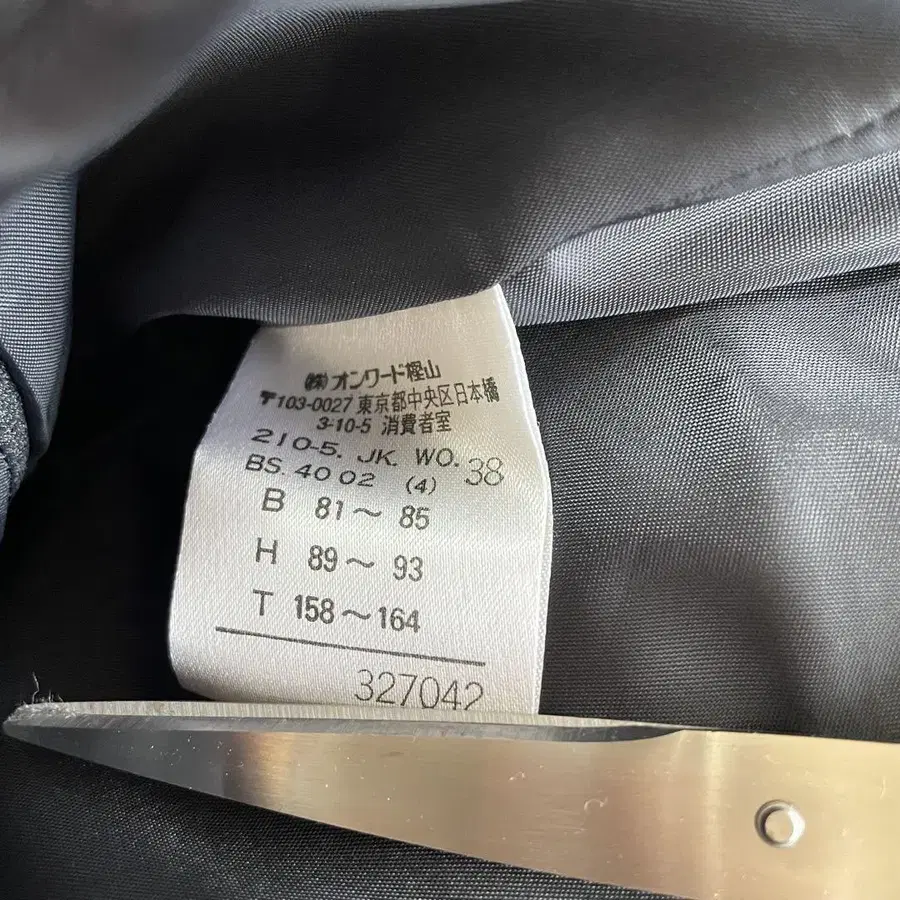 ㈱オンワード樫山
〒103-0027 東京都中央区日本橋
3-10-5 消費者室
210-5. JK. WO. 38
BS. 4002 (4)
B 81～ 85
H 89～ 93
T 158～164
327042